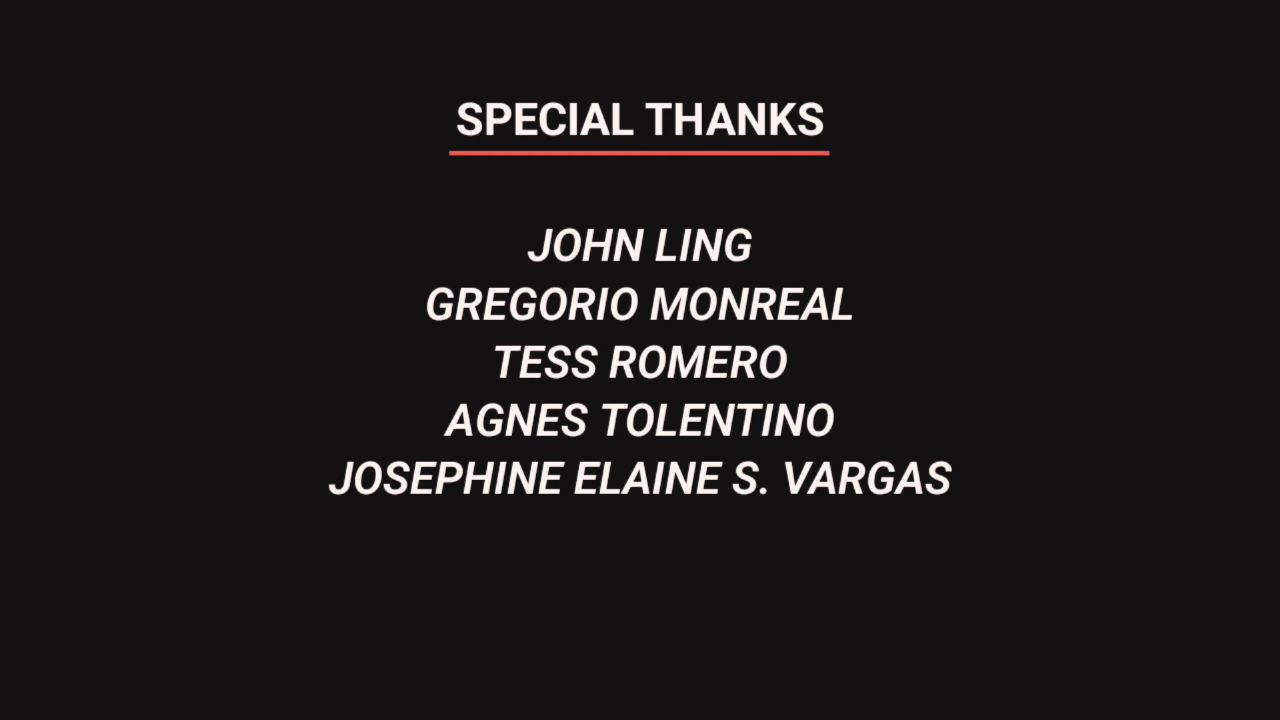 SPECIAL THANKS
JOHN LING
GREGORIO MONREAL
TESS ROMERO
AGNES TOLENTINO
JOSEPHINE ELAINE S. VARGAS